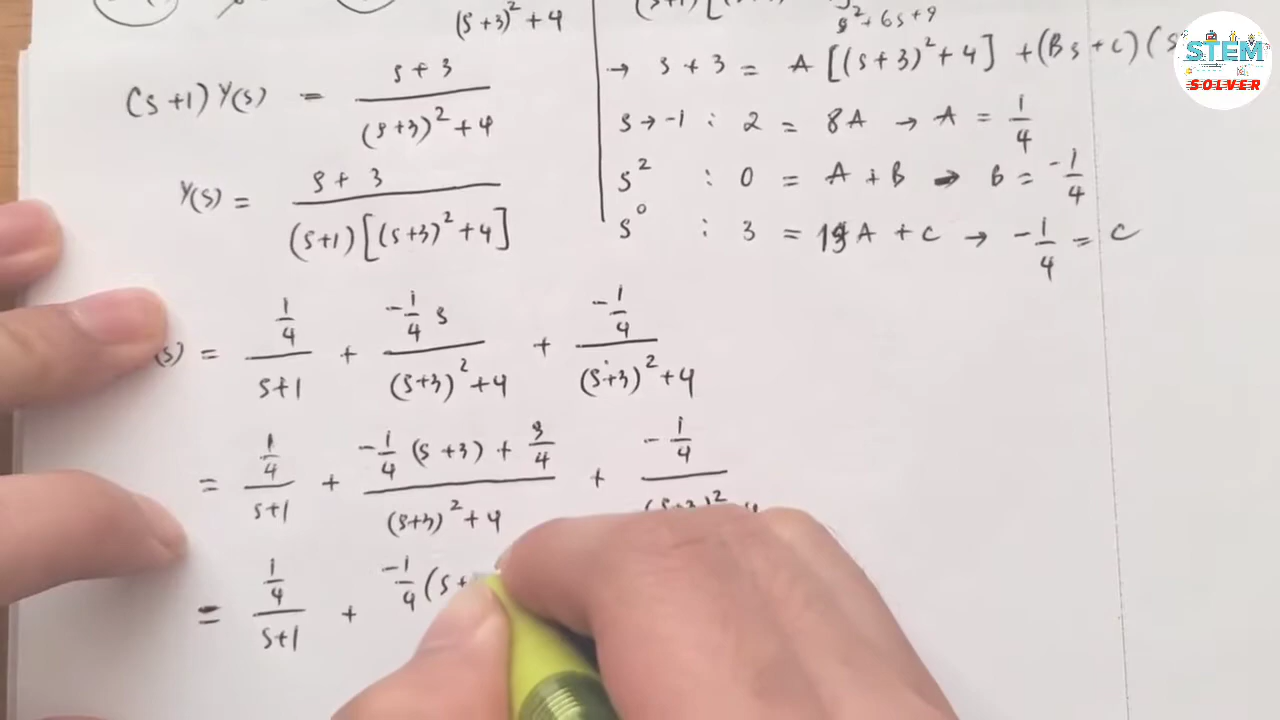 (s+3)² + 4
s² + 6s + 9
(s+1) Y(s) = s + 3 / (s+3)² + 4
Y(s) = s + 3 / (s+1)[(s+3)² + 4]
→ s + 3 = A [(s+3)² + 4] + (Bs + C)(s
s → -1 : 2 = 8A → A = 1/4
s² : 0 = A + B → B = -1/4
s⁰ : 3 = 13A + C → -1/4 = C
(s) = 1/4 / s+1 + -1/4 s / (s+3)² + 4 + -1/4 / (s+3)² + 4
= 1/4 / s+1 + -1/4 (s+3) + 3/4 / (s+3)² + 4 + -1/4 /
= 1/4 / s+1 + -1/4 (s+
STEM
SOLVER